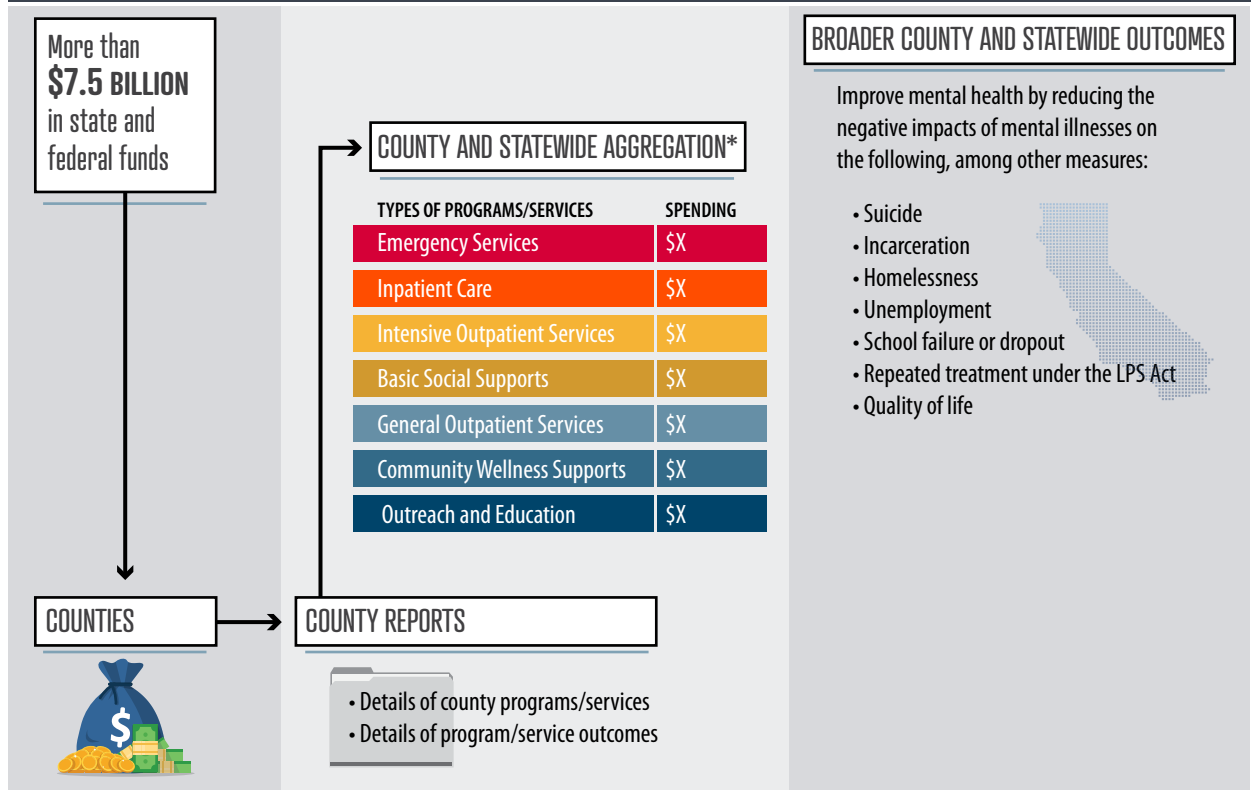 More than
$7.5 BILLION
in state and
federal funds
COUNTIES
$
COUNTY AND STATEWIDE AGGREGATION*
TYPES OF PROGRAMS/SERVICES SPENDING
Emergency Services $X
Inpatient Care $X
Intensive Outpatient Services $X
Basic Social Supports $X
General Outpatient Services $X
Community Wellness Supports $X
Outreach and Education $X
COUNTY REPORTS
• Details of county programs/services
• Details of program/service outcomes
BROADER COUNTY AND STATEWIDE OUTCOMES
Improve mental health by reducing the
negative impacts of mental illnesses on
the following, among other measures:
• Suicide
• Incarceration
• Homelessness
• Unemployment
• School failure or dropout
• Repeated treatment under the LPS Act
• Quality of life